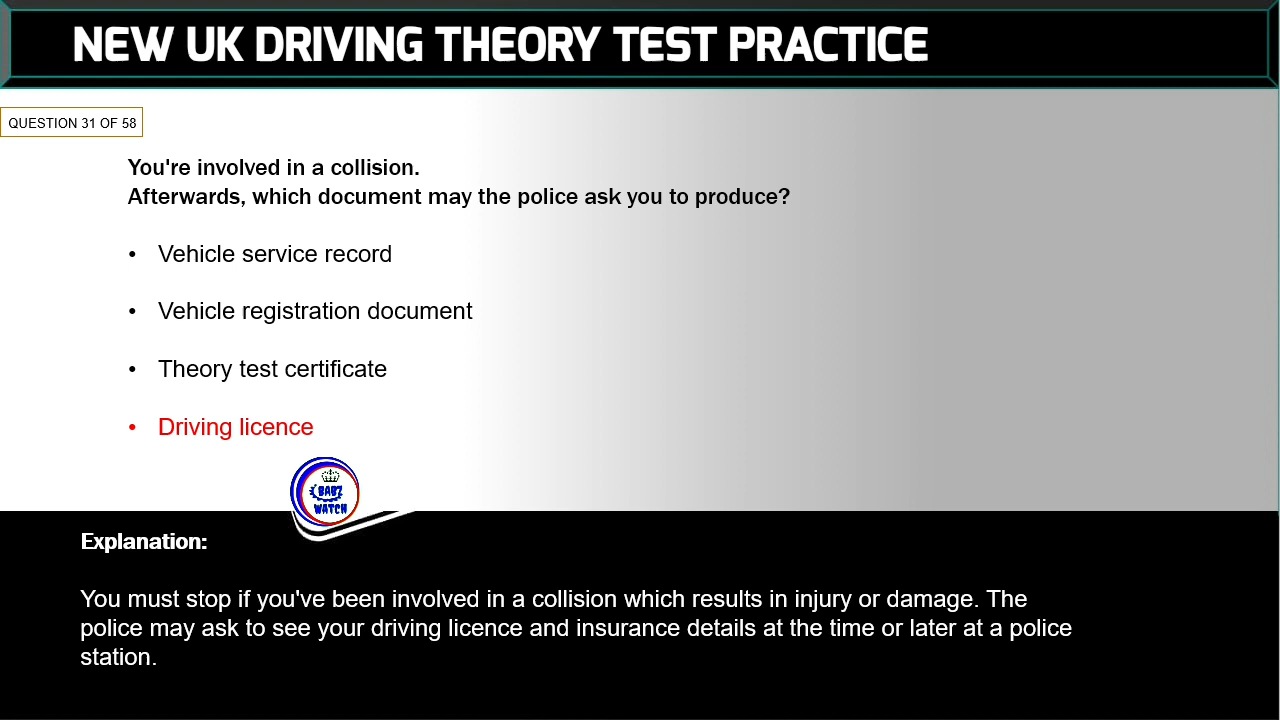 NEW UK DRIVING THEORY TEST PRACTICE
QUESTION 31 OF 58
You're involved in a collision.
Afterwards, which document may the police ask you to produce?
• Vehicle service record
• Vehicle registration document
• Theory test certificate
• Driving licence
BABZ
WATCH
Explanation:
You must stop if you've been involved in a collision which results in injury or damage. The
police may ask to see your driving licence and insurance details at the time or later at a police
station.